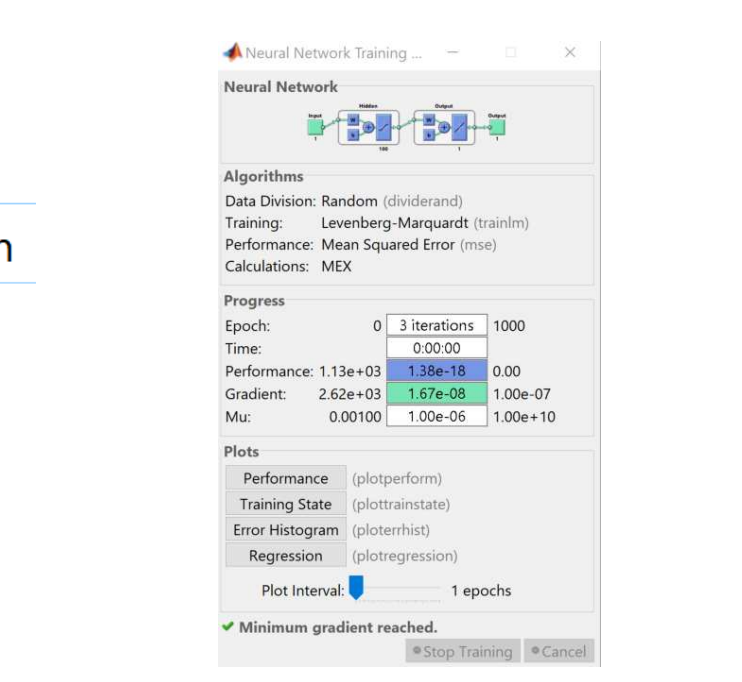 Neural Network Training ...
Neural Network
Hidden
Output
Input
Output
W
b
W
b
1
100
1
1
Algorithms
Data Division: Random (dividerand)
Training: Levenberg-Marquardt (trainlm)
Performance: Mean Squared Error (mse)
Calculations: MEX
n
Progress
Epoch: 0 3 iterations 1000
Time: 0:00:00
Performance: 1.13e+03 1.38e-18 0.00
Gradient: 2.62e+03 1.67e-08 1.00e-07
Mu: 0.00100 1.00e-06 1.00e+10
Plots
Performance (plotperform)
Training State (plottrainstate)
Error Histogram (ploterrhist)
Regression (plotregression)
Plot Interval: 1 epochs
Minimum gradient reached.
Stop Training Cancel